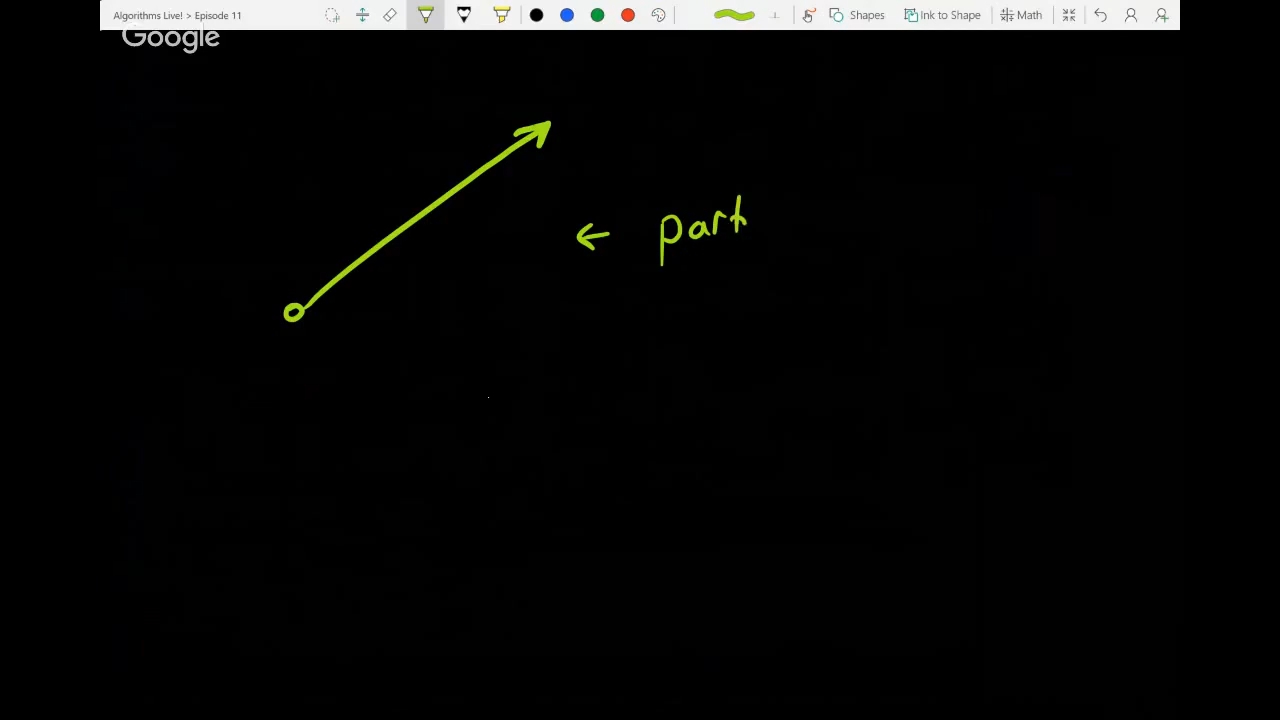 Algorithms Live! > Episode 11
Shapes
Ink to Shape
Math
Google
← part